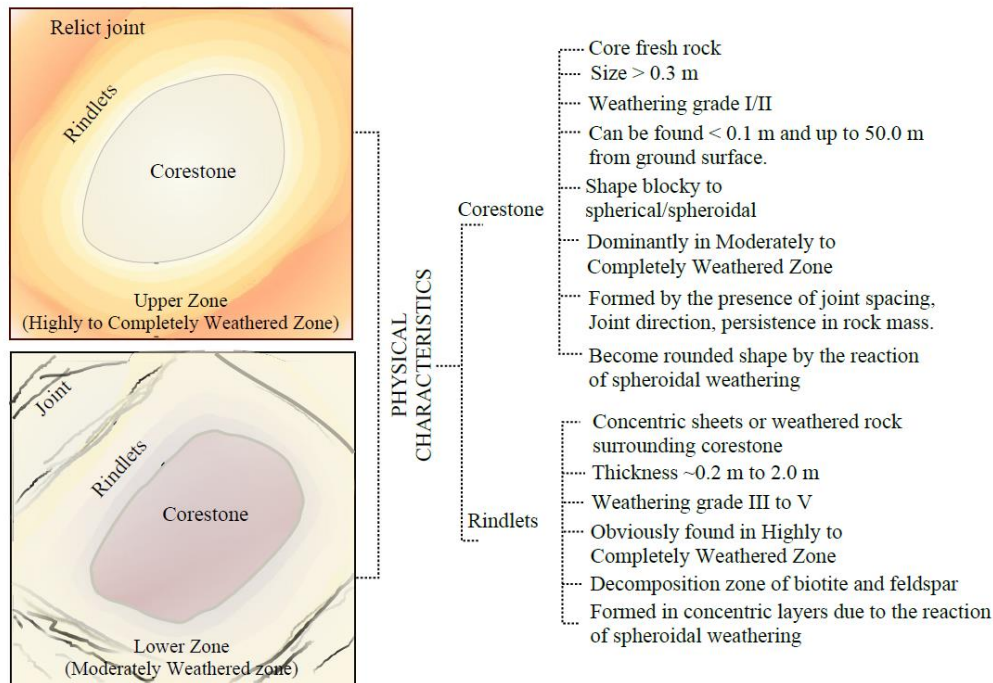 Relict joint
Rindlets
Corestone
Upper Zone
(Highly to Completely Weathered Zone)
Joint
Rindlets
Corestone
Lower Zone
(Moderately Weathered zone)
PHYSICAL
CHARACTERISTICS
Corestone
Core fresh rock
Size > 0.3 m
Weathering grade I/II
Can be found < 0.1 m and up to 50.0 m
from ground surface.
Shape blocky to
spherical/spheroidal
Dominantly in Moderately to
Completely Weathered Zone
Formed by the presence of joint spacing,
Joint direction, persistence in rock mass.
Become rounded shape by the reaction
of spheroidal weathering
Rindlets
Concentric sheets or weathered rock
surrounding corestone
Thickness ~0.2 m to 2.0 m
Weathering grade III to V
Obviously found in Highly to
Completely Weathered Zone
Decomposition zone of biotite and feldspar
Formed in concentric layers due to the reaction
of spheroidal weathering